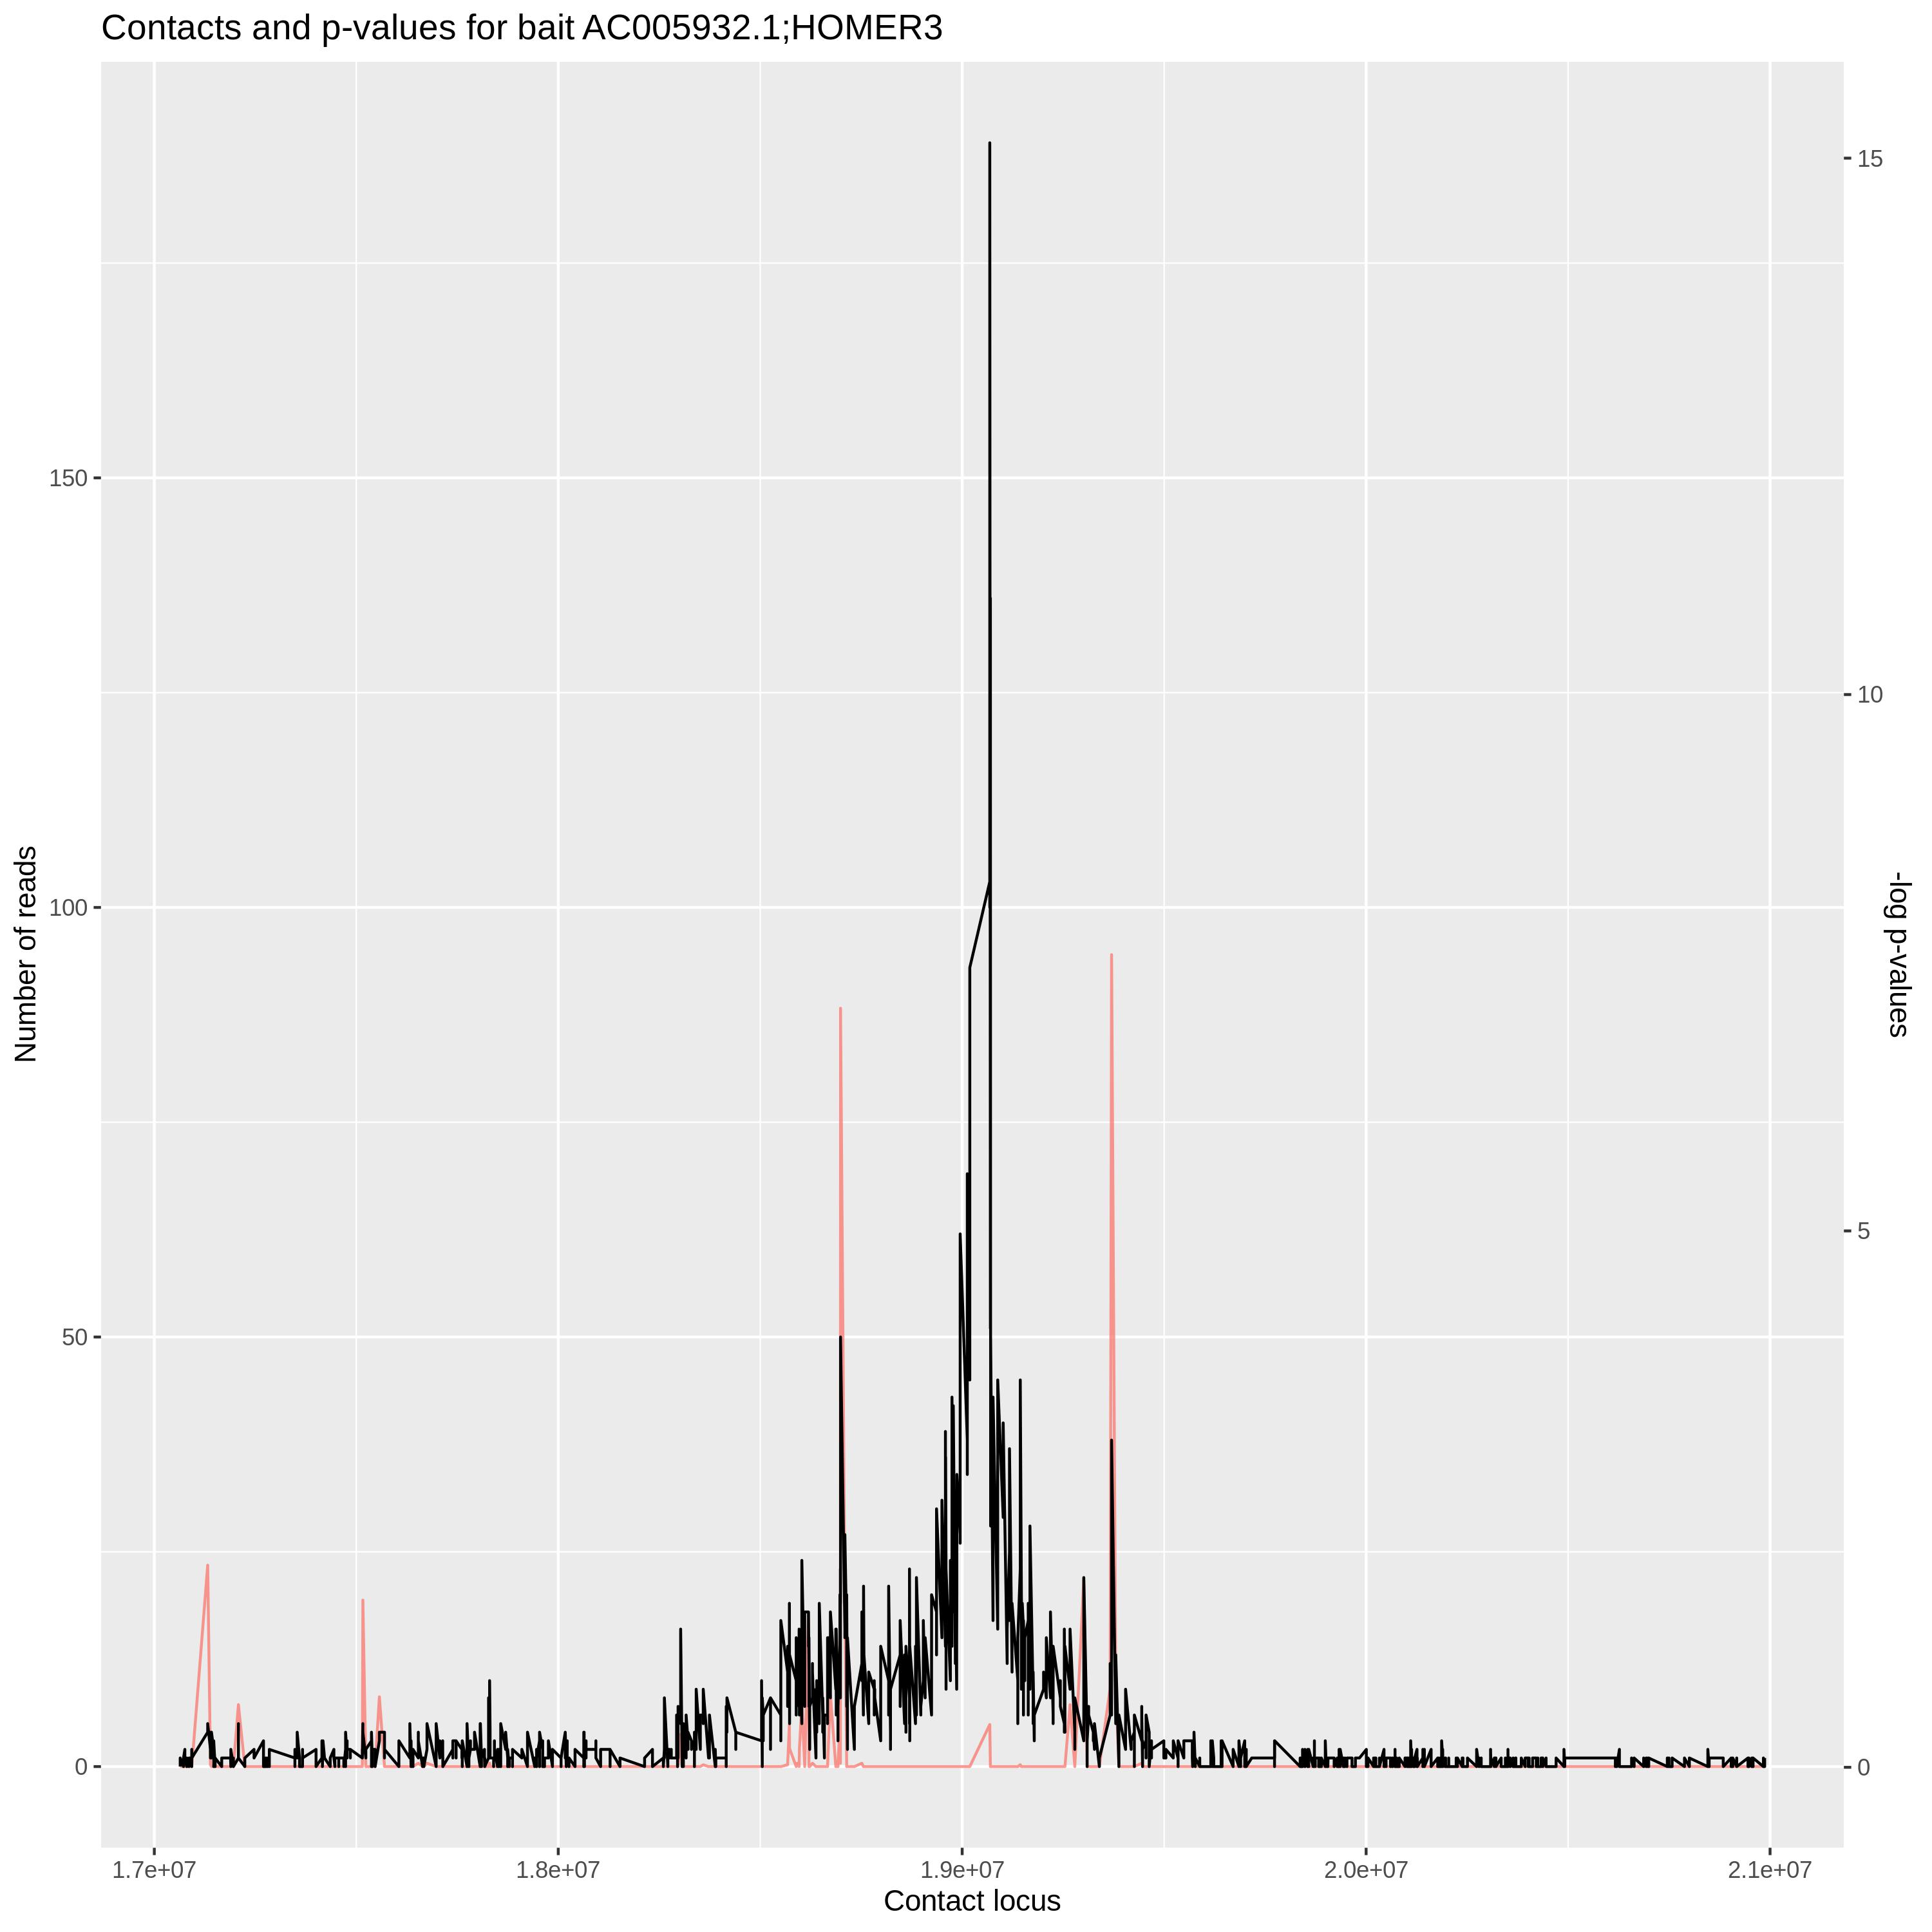 Contacts and p-values for bait AC005932.1;HOMER3
Number of reads
150
100
50
0
15
10
5
0
-log p-values
1.7e+07
1.8e+07
1.9e+07
2.0e+07
2.1e+07
Contact locus